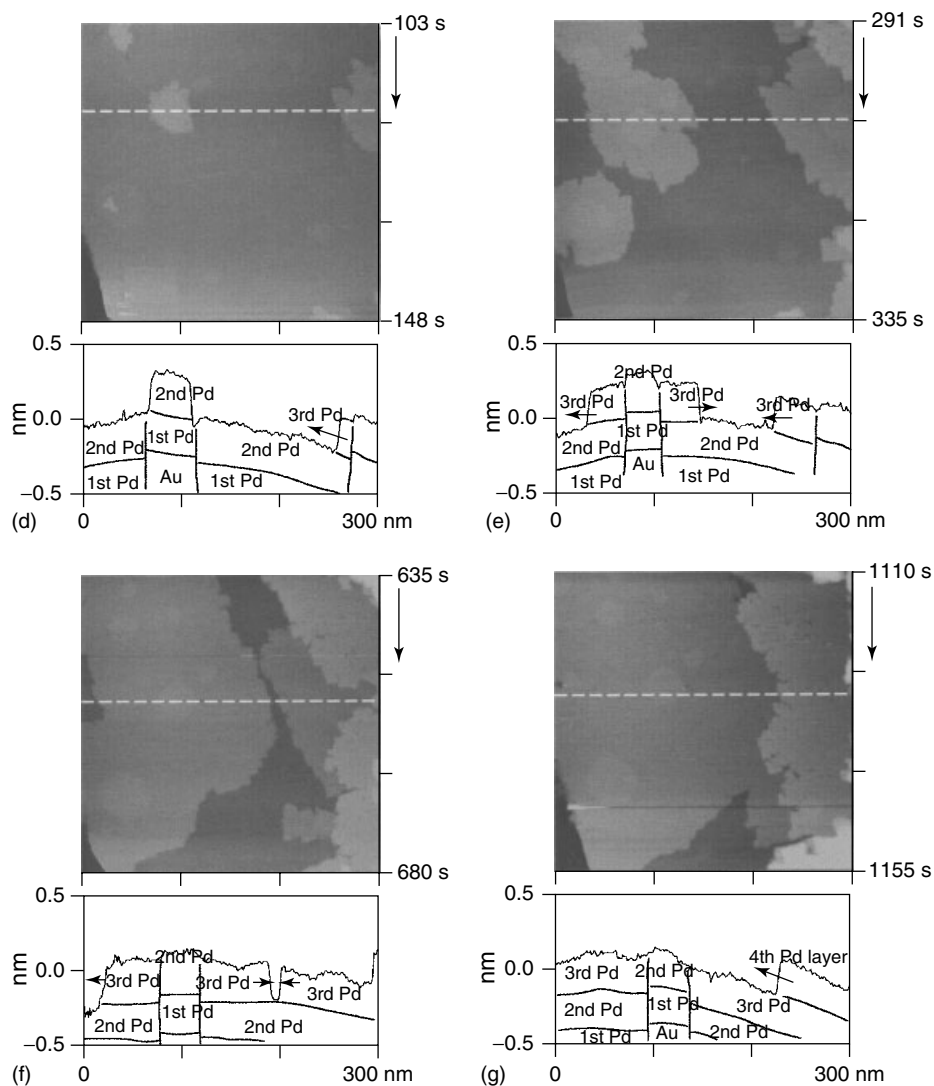 103 s
148 s
0.5
0.0
−0.5
nm
2nd Pd
3rd Pd
1st Pd
2nd Pd
2nd Pd
1st Pd
Au
1st Pd
(d)
0
300 nm
291 s
335 s
0.5
0.0
−0.5
nm
2nd Pd
3rd Pd
3rd Pd
3rd Pd
1st Pd
2nd Pd
2nd Pd
1st Pd
Au
1st Pd
(e)
0
300 nm
635 s
680 s
0.5
0.0
−0.5
nm
2nd Pd
3rd Pd
3rd Pd
3rd Pd
1st Pd
2nd Pd
2nd Pd
(f)
0
300 nm
1110 s
1155 s
0.5
0.0
−0.5
nm
4th Pd layer
3rd Pd
2nd Pd
2nd Pd
1st Pd
3rd Pd
1st Pd
Au
2nd Pd
(g)
0
300 nm